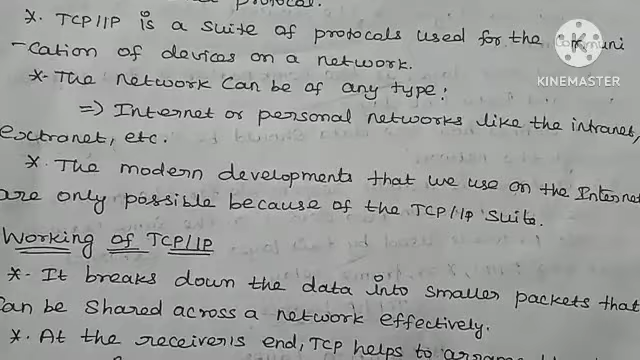 protocol.
*. TCP//IP is a suite of protocals used for the
KINEMASTER
-cation of devices on a network.
*. The network can be of any type:
=) Internet or personal networks like the intranet,
extranet, etc.
*. The modern developments that we use on the Internet
are only possible because of the TCP//IP suite.
Working of TCP//IP
*. It breaks down the data into smaller packets that
can be shared across a network effectively.
*. At the receiver's end, TCP helps to